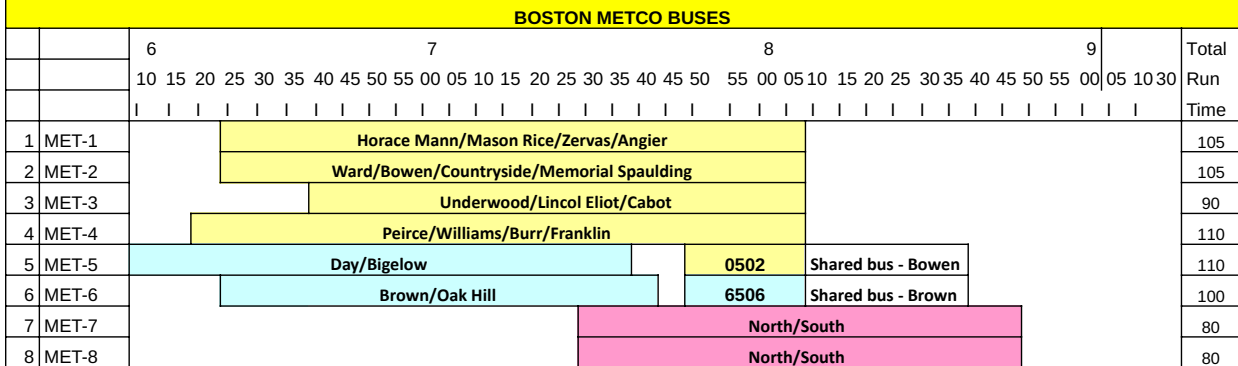 BOSTON METCO BUSES
6 7 8 9 Total
10 15 20 25 30 35 40 45 50 55 00 05 10 15 20 25 30 35 40 45 50 55 00 05 10 15 20 25 30 35 40 45 50 55 00 05 10 30 Run
I I I I I I I I I I I I I I I I I I I I I I I I I I I I I I I I I I I I Time
1 MET-1 Horace Mann/Mason Rice/Zervas/Angier 105
2 MET-2 Ward/Bowen/Countryside/Memorial Spaulding 105
3 MET-3 Underwood/Lincol Eliot/Cabot 90
4 MET-4 Peirce/Williams/Burr/Franklin 110
5 MET-5 Day/Bigelow 0502 Shared bus - Bowen 110
6 MET-6 Brown/Oak Hill 6506 Shared bus - Brown 100
7 MET-7 North/South 80
8 MET-8 North/South 80